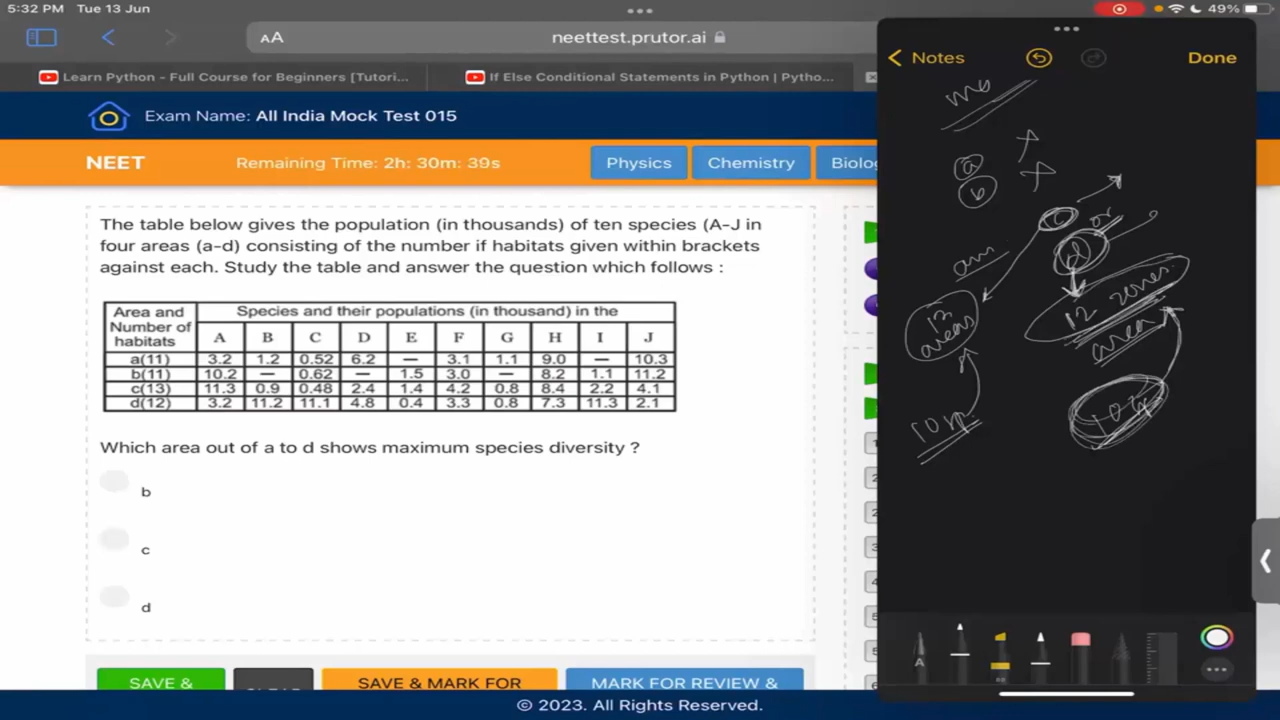 5:32 PM Tue 13 Jun
49%
AA
neettest.prutor.ai
Learn Python - Full Course for Beginners [Tutori...
If Else Conditional Statements in Python | Pytho...
Exam Name: All India Mock Test 015
NEET
Remaining Time: 2h: 30m: 39s
Physics
Chemistry
Biolo
The table below gives the population (in thousands) of ten species (A-J in
four areas (a-d) consisting of the number if habitats given within brackets
against each. Study the table and answer the question which follows :
Area and Number of habitats Species and their populations (in thousand) in the
A B C D E F G H I J
a(11) 3.2 1.2 0.52 6.2 — 3.1 1.1 9.0 — 10.3
b(11) 10.2 — 0.62 — 1.5 3.0 — 8.2 1.1 11.2
c(13) 11.3 0.9 0.48 2.4 1.4 4.2 0.8 8.4 2.2 4.1
d(12) 3.2 11.2 11.1 4.8 0.4 3.3 0.8 7.3 11.3 2.1
Which area out of a to d shows maximum species diversity ?
b
c
d
SAVE &
SAVE & MARK FOR
MARK FOR REVIEW &
© 2023. All Rights Reserved.
Notes
Done
a
b
or
d
12 zones
area
areas